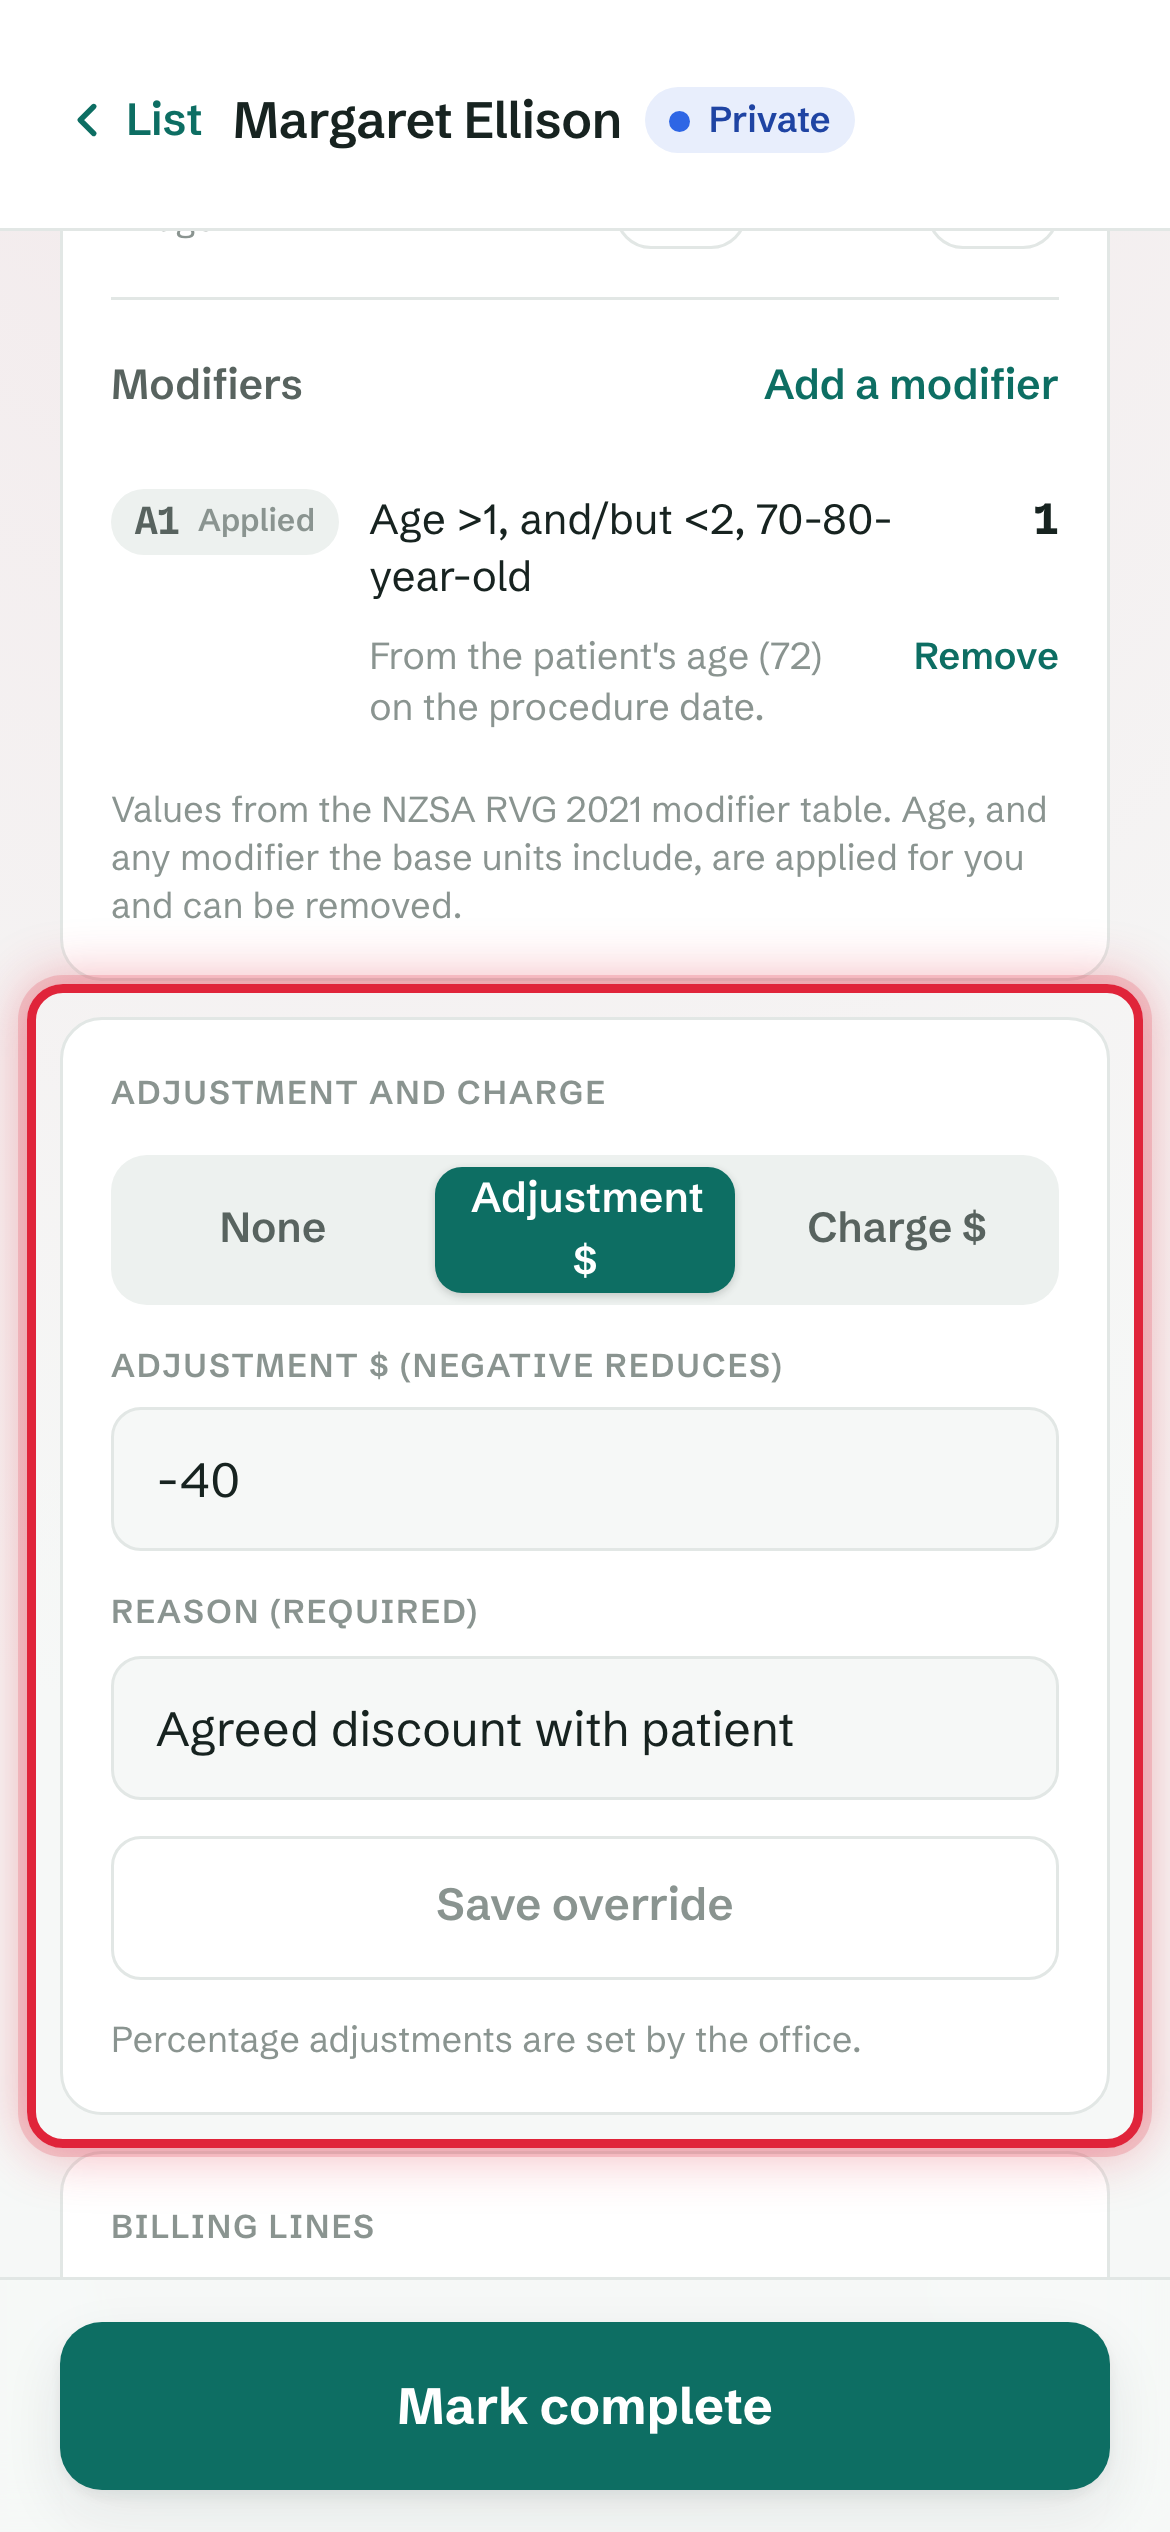 List Margaret Ellison Private
Modifiers Add a modifier
A1 Applied Age >1, and/but <2, 70-80- 1
year-old
From the patient's age (72) Remove
on the procedure date.
Values from the NZSA RVG 2021 modifier table. Age, and
any modifier the base units include, are applied for you
and can be removed.
ADJUSTMENT AND CHARGE
None Adjustment $ Charge $
ADJUSTMENT $ (NEGATIVE REDUCES)
-40
REASON (REQUIRED)
Agreed discount with patient
Save override
Percentage adjustments are set by the office.
BILLING LINES
Mark complete